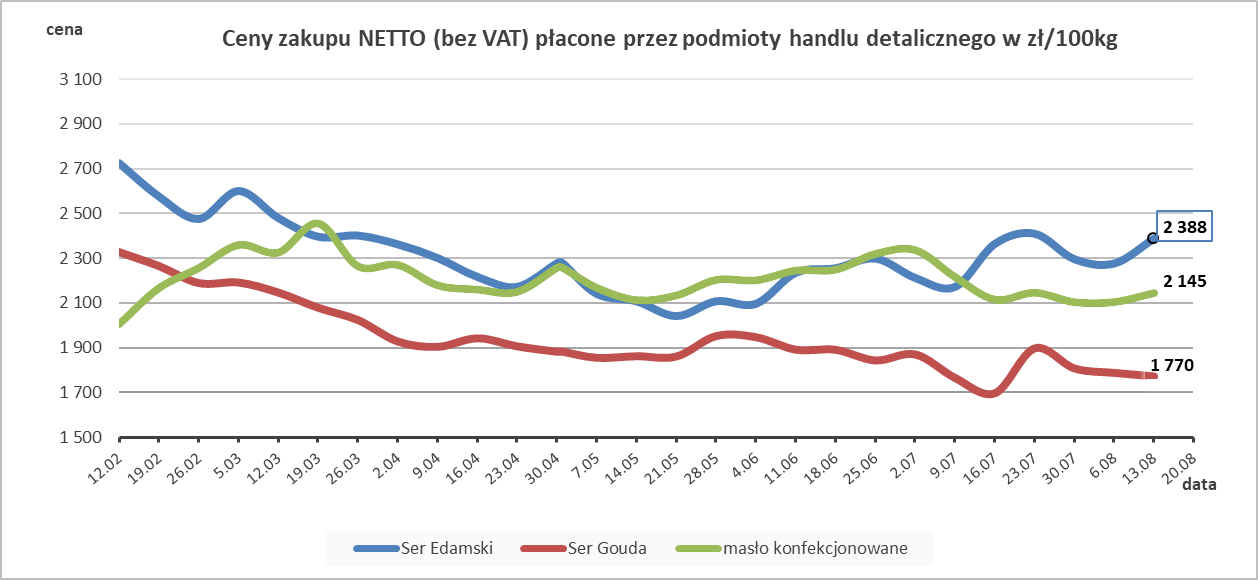 cena
Ceny zakupu NETTO (bez VAT) płacone przez podmioty handlu detalicznego w zł/100kg
3 100
2 900
2 700
2 500
2 300
2 100
1 900
1 700
1 500
2 388
2 145
1 770
12.02 19.02 26.02 5.03 12.03 19.03 26.03 2.04 9.04 16.04 23.04 30.04 7.05 14.05 21.05 28.05 4.06 11.06 18.06 25.06 2.07 9.07 16.07 23.07 30.07 6.08 13.08 20.08
data
Ser Edamski Ser Gouda masło konfekcjonowane